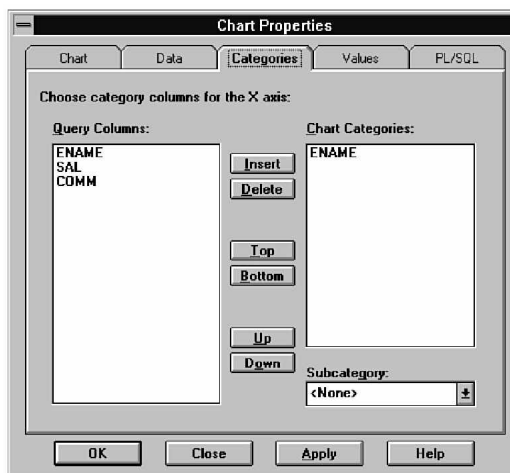 Chart Properties
Chart Data Categories Values PL/SQL
Choose category columns for the X axis:
Query Columns:
ENAME
SAL
COMM
Insert
Delete
Top
Bottom
Up
Down
Chart Categories:
ENAME
Subcategory:
<None>
OK Close Apply Help